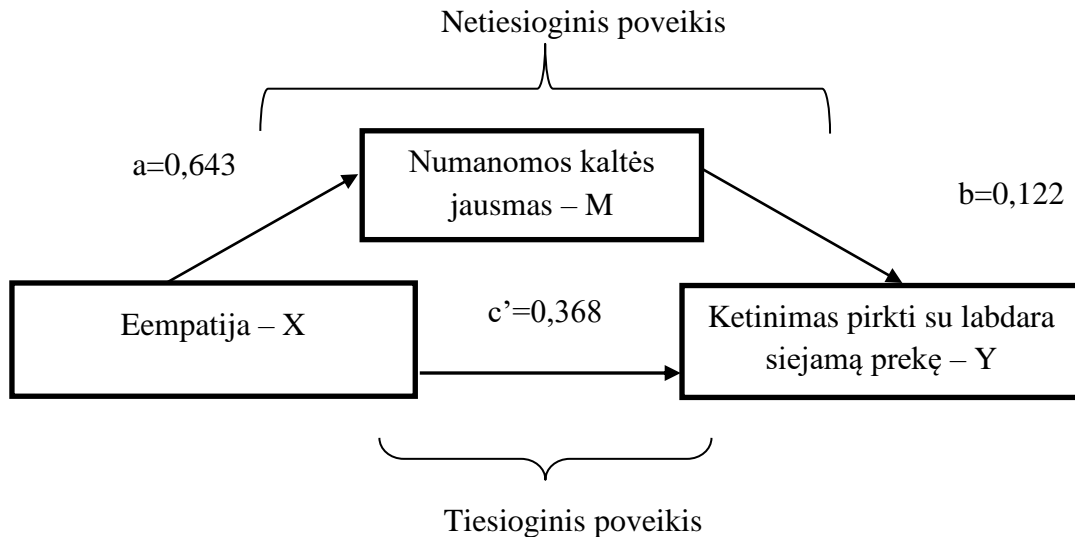 Netiesioginis poveikis
a=0,643
Numanomos kaltės
jausmas – M
b=0,122
Eempatija – X
c’=0,368
Ketinimas pirkti su labdara
siejamą prekę – Y
Tiesioginis poveikis